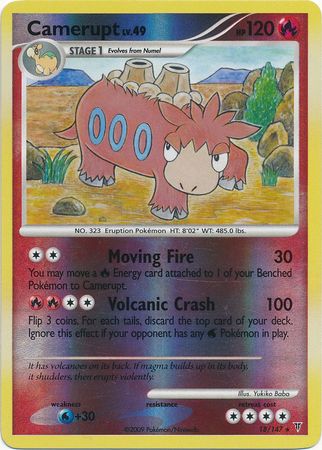 Camerupt LV.49 HP 120
STAGE 1 Evolves from Numel
NO. 323 Eruption Pokémon HT: 8'02" WT: 485.0 lbs.
Moving Fire 30
You may move a Energy card attached to 1 of your Benched
Pokémon to Camerupt.
Volcanic Crash 100
Flip 3 coins. For each tails, discard the top card of your deck.
Ignore this effect if your opponent has any Pokémon in play.
It has volcanoes on its back. If magma builds up in its body,
it shudders, then erupts violently.
Illus. Yukiko Baba
weakness resistance retreat cost
+30
©2009 Pokémon/Nintendo 18/147 ★